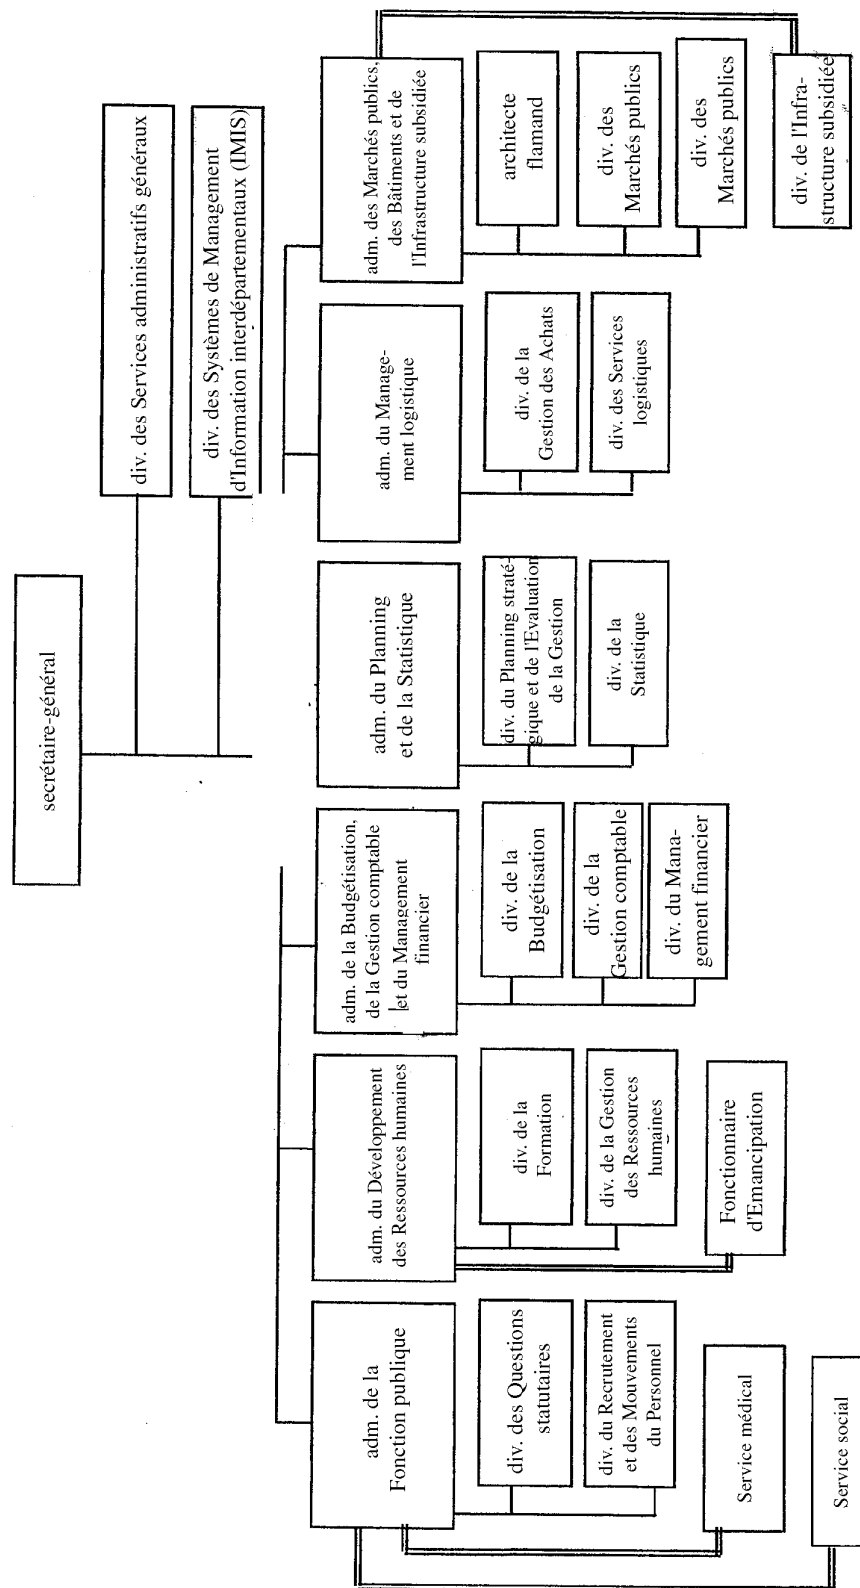 secrétaire-général
div. des Services administratifs généraux
div. des Systèmes de Management
d'Information interdépartementaux (IMIS)
adm. de la
Fonction publique
div. des Questions
statutaires
div. du Recrutement
et des Mouvements
du Personnel
Service médical
Service social
adm. du Développement
des Ressources humaines
div. de la
Formation
div. de la Gestion
des Ressources
humaines
Fonctionnaire
d'Emancipation
adm. de la Budgétisation,
de la Gestion comptable
et du Management
financier
div. de la
Budgétisation
div. de la
Gestion comptable
div. du Mana-
gement financier
adm. du Planning
et de la Statistique
div. du Planning straté-
gique et de l'Evaluation
de la Gestion
div. de la
Statistique
adm. du Manage-
ment logistique
div. de la
Gestion des Achats
div. des Services
logistiques
adm. des Marchés publics,
des Bâtiments et de
l'Infrastructure subsidiée
architecte
flamand
div. des
Marchés publics
div. des
Marchés publics
div. de l'Infra-
structure subsidiée